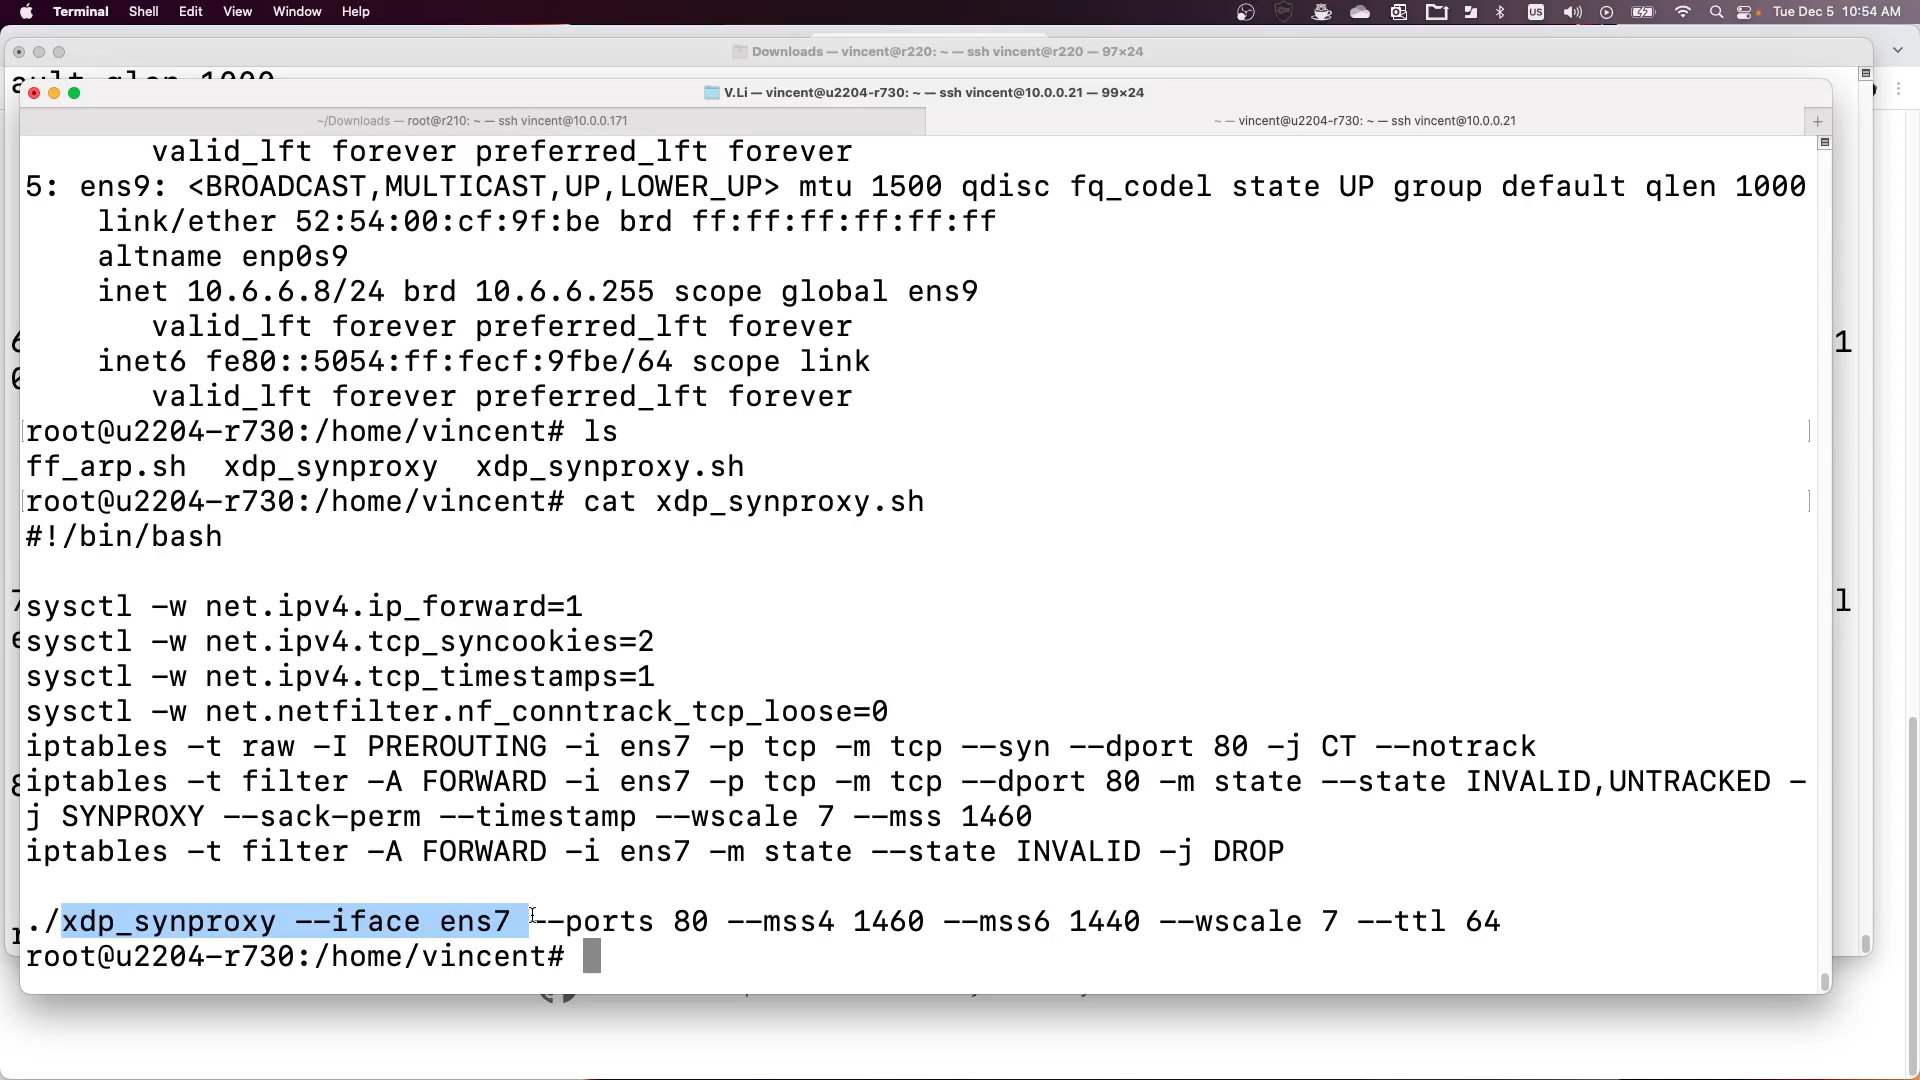 Terminal Shell Edit View Window Help US Tue Dec 5 10:54 AM
Downloads — vincent@r220: ~ — ssh vincent@r220 — 97×24
V.Li — vincent@u2204-r730: ~ — ssh vincent@10.0.0.21 — 99×24
~/Downloads — root@r210: ~ — ssh vincent@10.0.0.171
~ — vincent@u2204-r730: ~ — ssh vincent@10.0.0.21
valid_lft forever preferred_lft forever
5: ens9: <BROADCAST,MULTICAST,UP,LOWER_UP> mtu 1500 qdisc fq_codel state UP group default qlen 1000
link/ether 52:54:00:cf:9f:be brd ff:ff:ff:ff:ff:ff
altname enp0s9
inet 10.6.6.8/24 brd 10.6.6.255 scope global ens9
valid_lft forever preferred_lft forever
inet6 fe80::5054:ff:fecf:9fbe/64 scope link
valid_lft forever preferred_lft forever
root@u2204-r730:/home/vincent# ls
ff_arp.sh xdp_synproxy xdp_synproxy.sh
root@u2204-r730:/home/vincent# cat xdp_synproxy.sh
#!/bin/bash
sysctl -w net.ipv4.ip_forward=1
sysctl -w net.ipv4.tcp_syncookies=2
sysctl -w net.ipv4.tcp_timestamps=1
sysctl -w net.netfilter.nf_conntrack_tcp_loose=0
iptables -t raw -I PREROUTING -i ens7 -p tcp -m tcp --syn --dport 80 -j CT --notrack
iptables -t filter -A FORWARD -i ens7 -p tcp -m tcp --dport 80 -m state --state INVALID,UNTRACKED -
j SYNPROXY --sack-perm --timestamp --wscale 7 --mss 1460
iptables -t filter -A FORWARD -i ens7 -m state --state INVALID -j DROP
./xdp_synproxy --iface ens7 --ports 80 --mss4 1460 --mss6 1440 --wscale 7 --ttl 64
root@u2204-r730:/home/vincent#